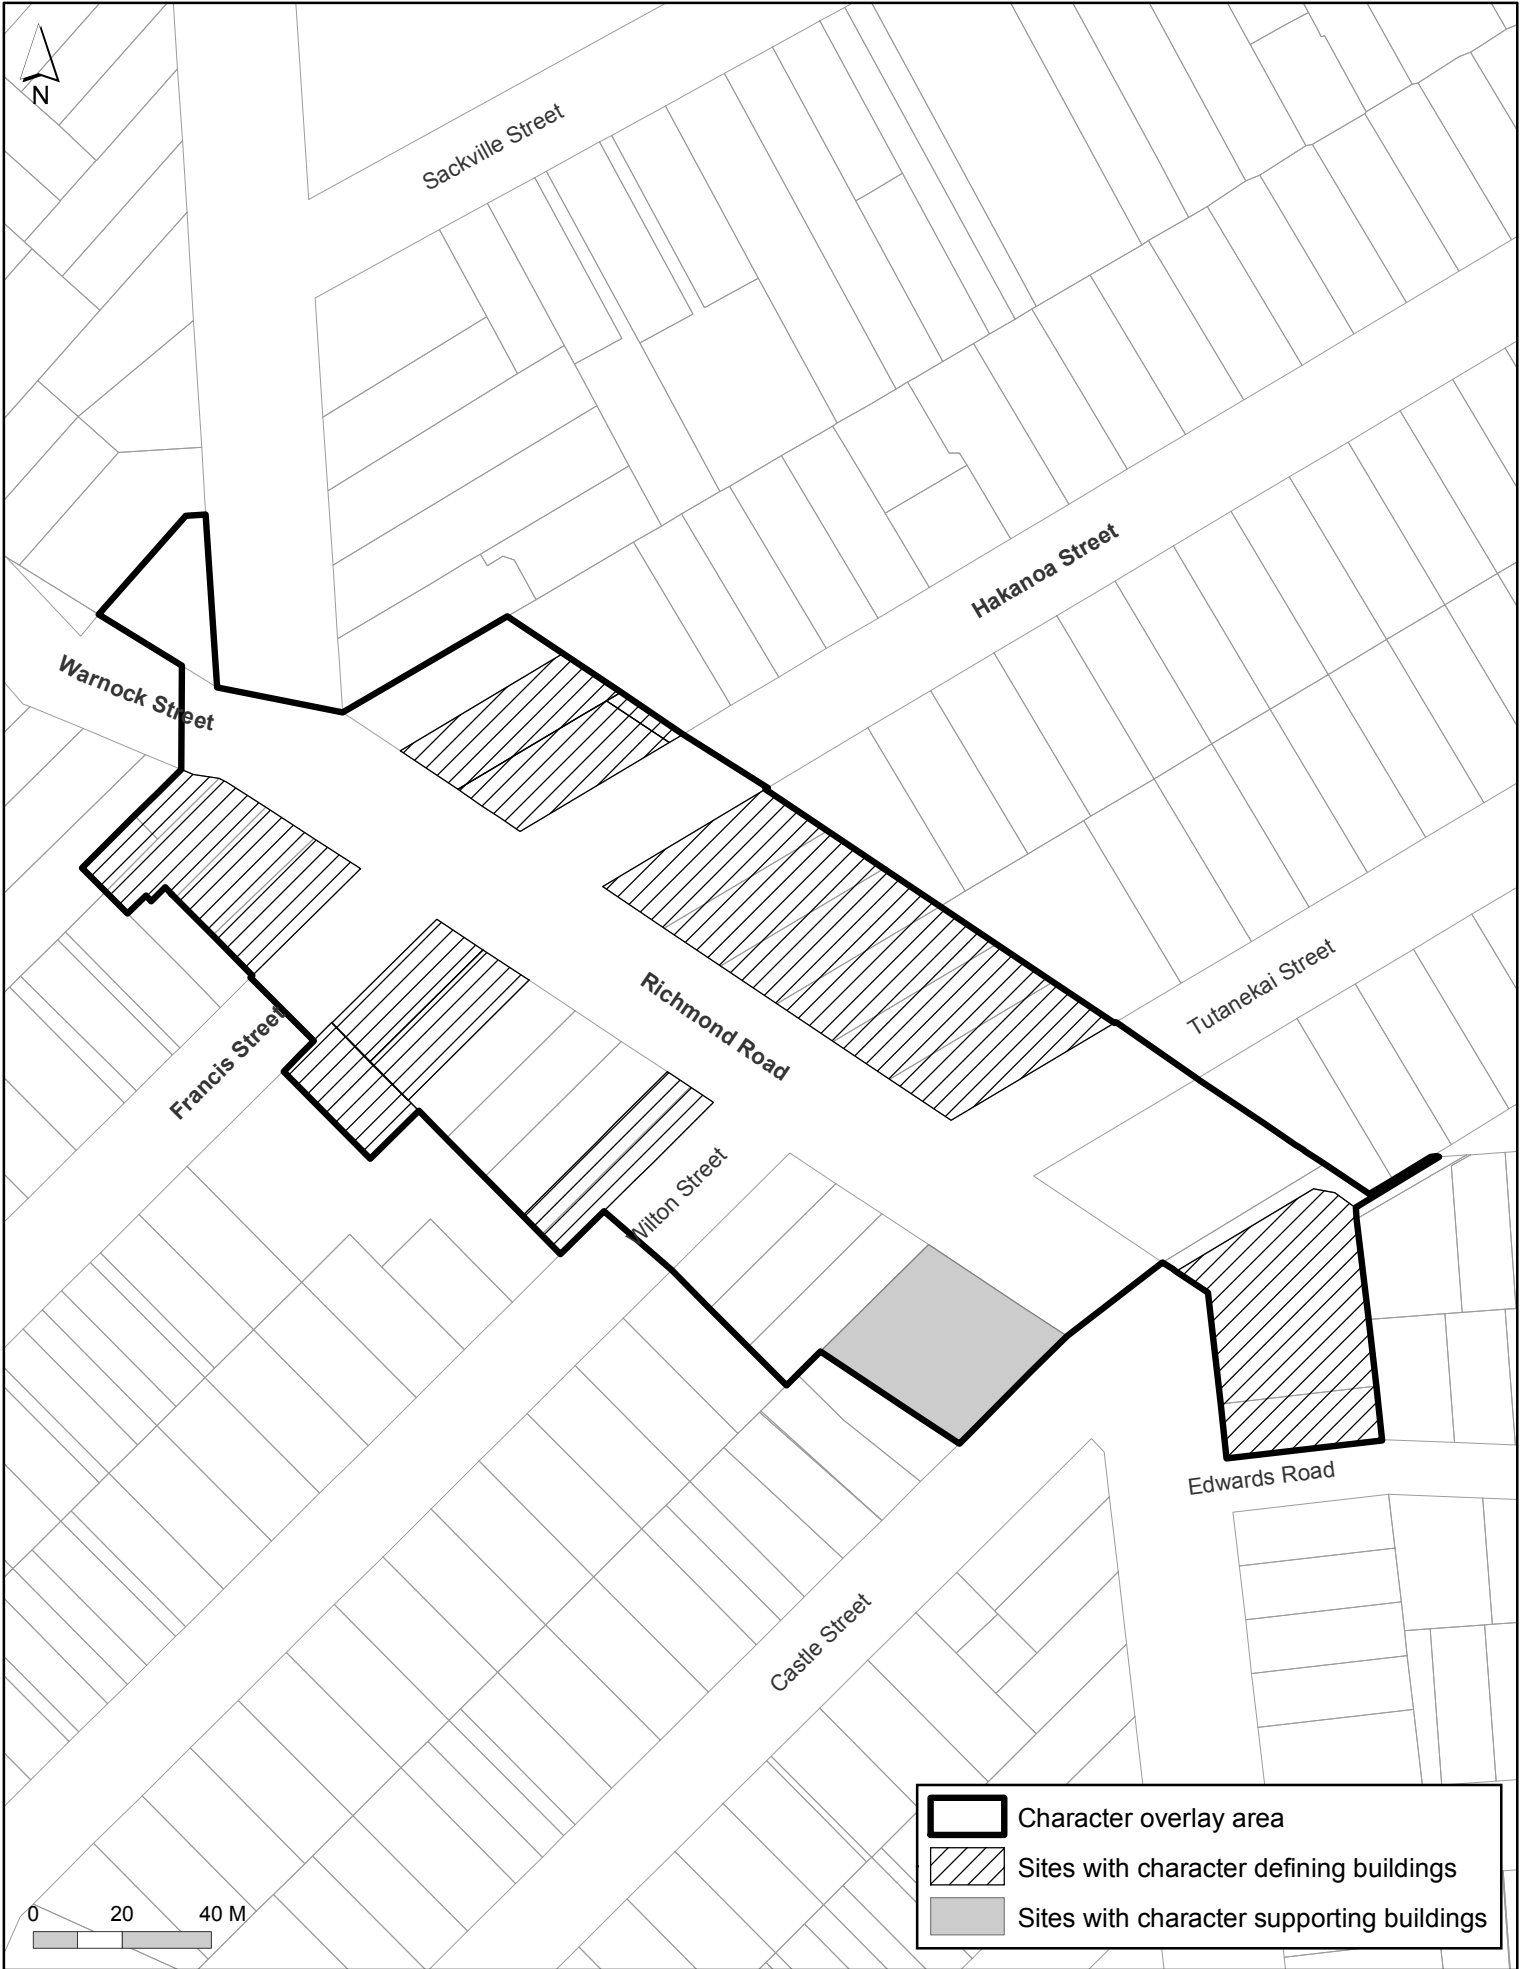 N
Sackville Street
Hakanoa Street
Warnock Street
Tutanekai Street
Richmond Road
Francis Street
Wilton Street
Edwards Road
Castle Street
Character overlay area
Sites with character defining buildings
Sites with character supporting buildings
0 20 40 M